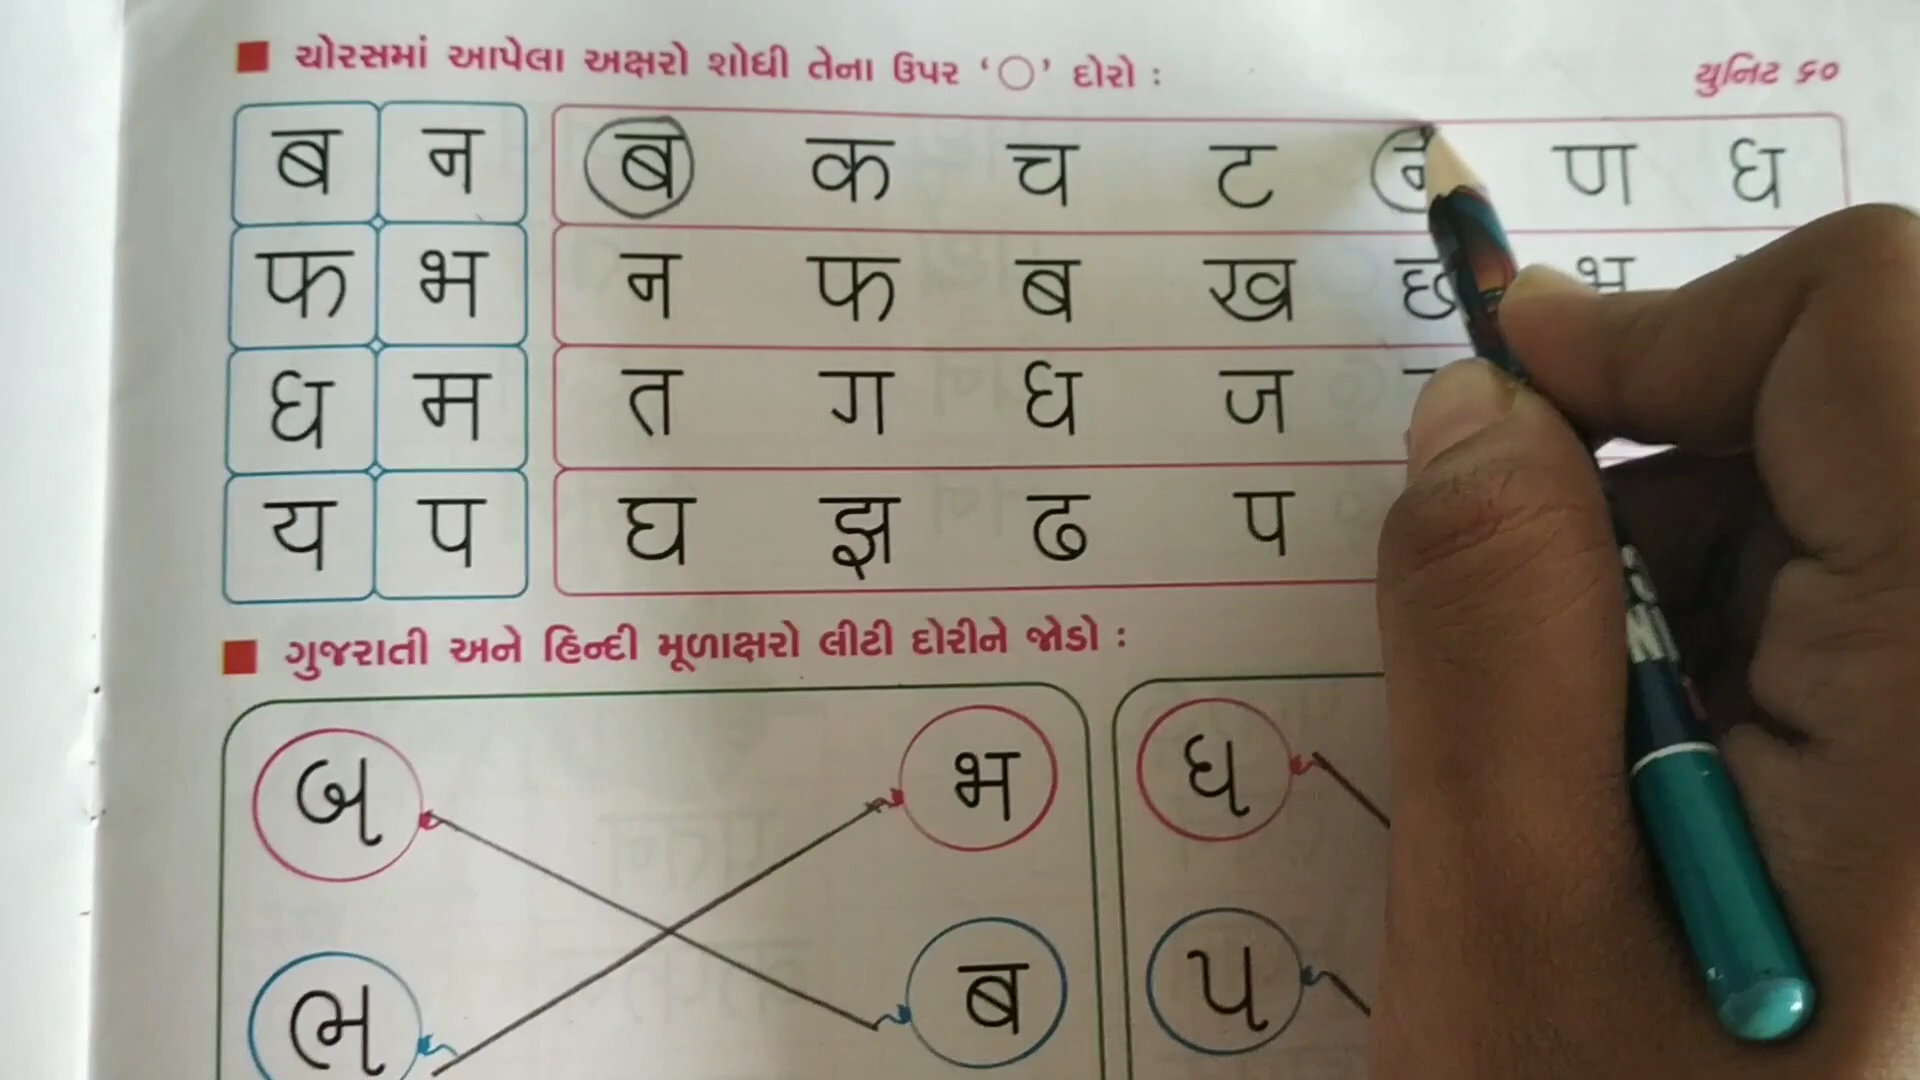 ચોરસમાં આપેલા અક્ષરો શોધી તેના ઉપર ‘○’ દોરો :
યુનિટ ૬૦
ब न ब क च ट न ण ध
फ भ न फ ब ख छ भ
ध म त ग ध ज
य प घ झ ढ प
ગુજરાતી અને હિન્દી મૂળાક્ષરો લીટી દોરીને જોડો :
બ भ ધ
ભ ब પ